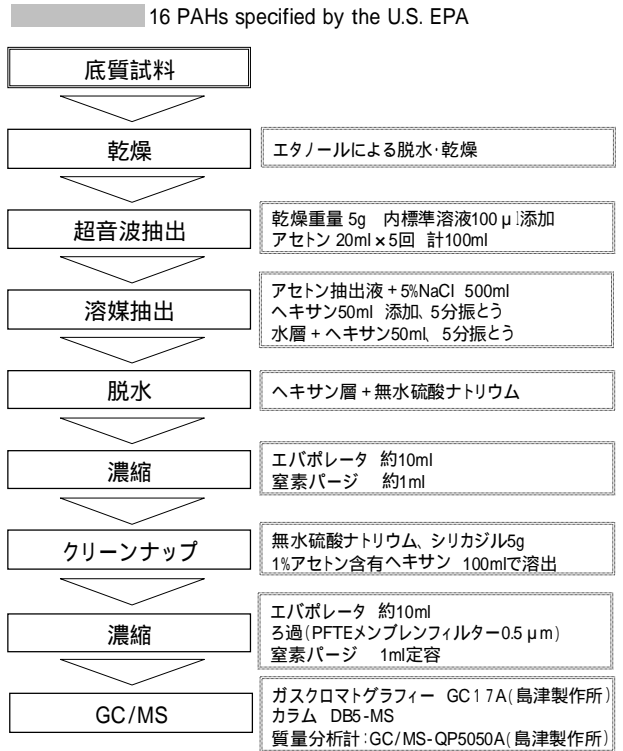 16 PAHs specified by the U.S. EPA
底質試料
乾燥
エタノールによる脱水･乾燥
超音波抽出
乾燥重量 5g 内標準溶液100μl添加
アセトン 20ml×5回 計100ml
溶媒抽出
アセトン抽出液+5%NaCl 500ml
ヘキサン50ml 添加、5分振とう
水層+ヘキサン50ml、5分振とう
脱水
ヘキサン層+無水硫酸ナトリウム
濃縮
エバポレータ 約10ml
窒素パージ 約1ml
クリーンナップ
無水硫酸ナトリウム、シリカジル5g
1%アセトン含有ヘキサン 100mlで溶出
濃縮
エバポレータ 約10ml
ろ過(PFTEメンブレンフィルター0.5μm)
窒素パージ 1ml定容
GC/MS
ガスクロマトグラフィー GC17A(島津製作所)
カラム DB5-MS
質量分析計:GC/MS-QP5050A(島津製作所)